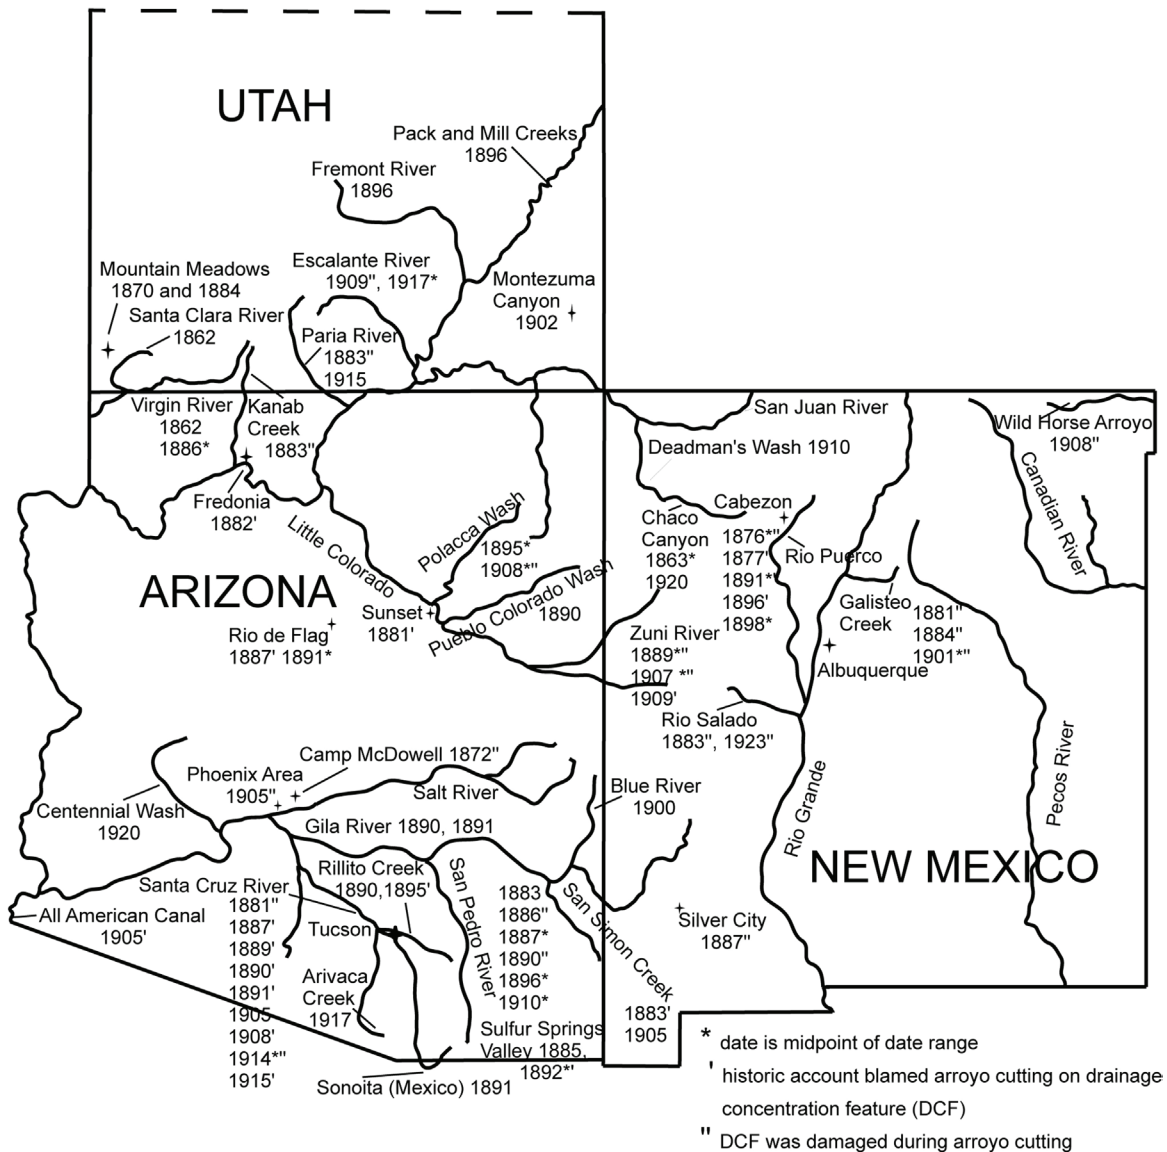 UTAH
Pack and Mill Creeks
1896
Fremont River
1896
Escalante River
1909", 1917*
Mountain Meadows
1870 and 1884
Montezuma
Canyon
1902
Santa Clara River
1862
Paria River
1883"
1915
Virgin River
1862
1886*
Kanab
Creek
1883"
San Juan River
Wild Horse Arroyo
1908"
Deadman's Wash 1910
Canadian River
Fredonia
1882'
Little Colorado
Polacca Wash
1895*
1908*"
Chaco
Canyon
1863*
1920
Cabezon
1876*"
1877'
1891*'
1896'
1898*
Rio Puerco
ARIZONA
Sunset
1881'
Pueblo Colorado Wash
1890
Rio de Flag
1887' 1891*
Zuni River
1889*"
1907 *"
1909'
Galisteo
Creek
1881"
1884"
1901*"
Albuquerque
Rio Salado
1883", 1923"
Camp McDowell 1872"
Phoenix Area
1905"
Salt River
Centennial Wash
1920
Gila River 1890, 1891
Blue River
1900
Rio Grande
Pecos River
NEW MEXICO
Rillito Creek
1890,1895'
San Pedro River
1883
1886"
1887*
1890"
1896*
1910*
San Simon Creek
1883'
1905
Santa Cruz River
1881"
1887'
1889'
1890'
1891'
1905
1908'
1914*"
1915'
All American Canal
1905'
Tucson
Silver City
1887"
Arivaca
Creek
1917
Sulfur Springs
Valley 1885,
1892*'
Sonoita (Mexico) 1891
* date is midpoint of date range
' historic account blamed arroyo cutting on drainage
concentration feature (DCF)
" DCF was damaged during arroyo cutting